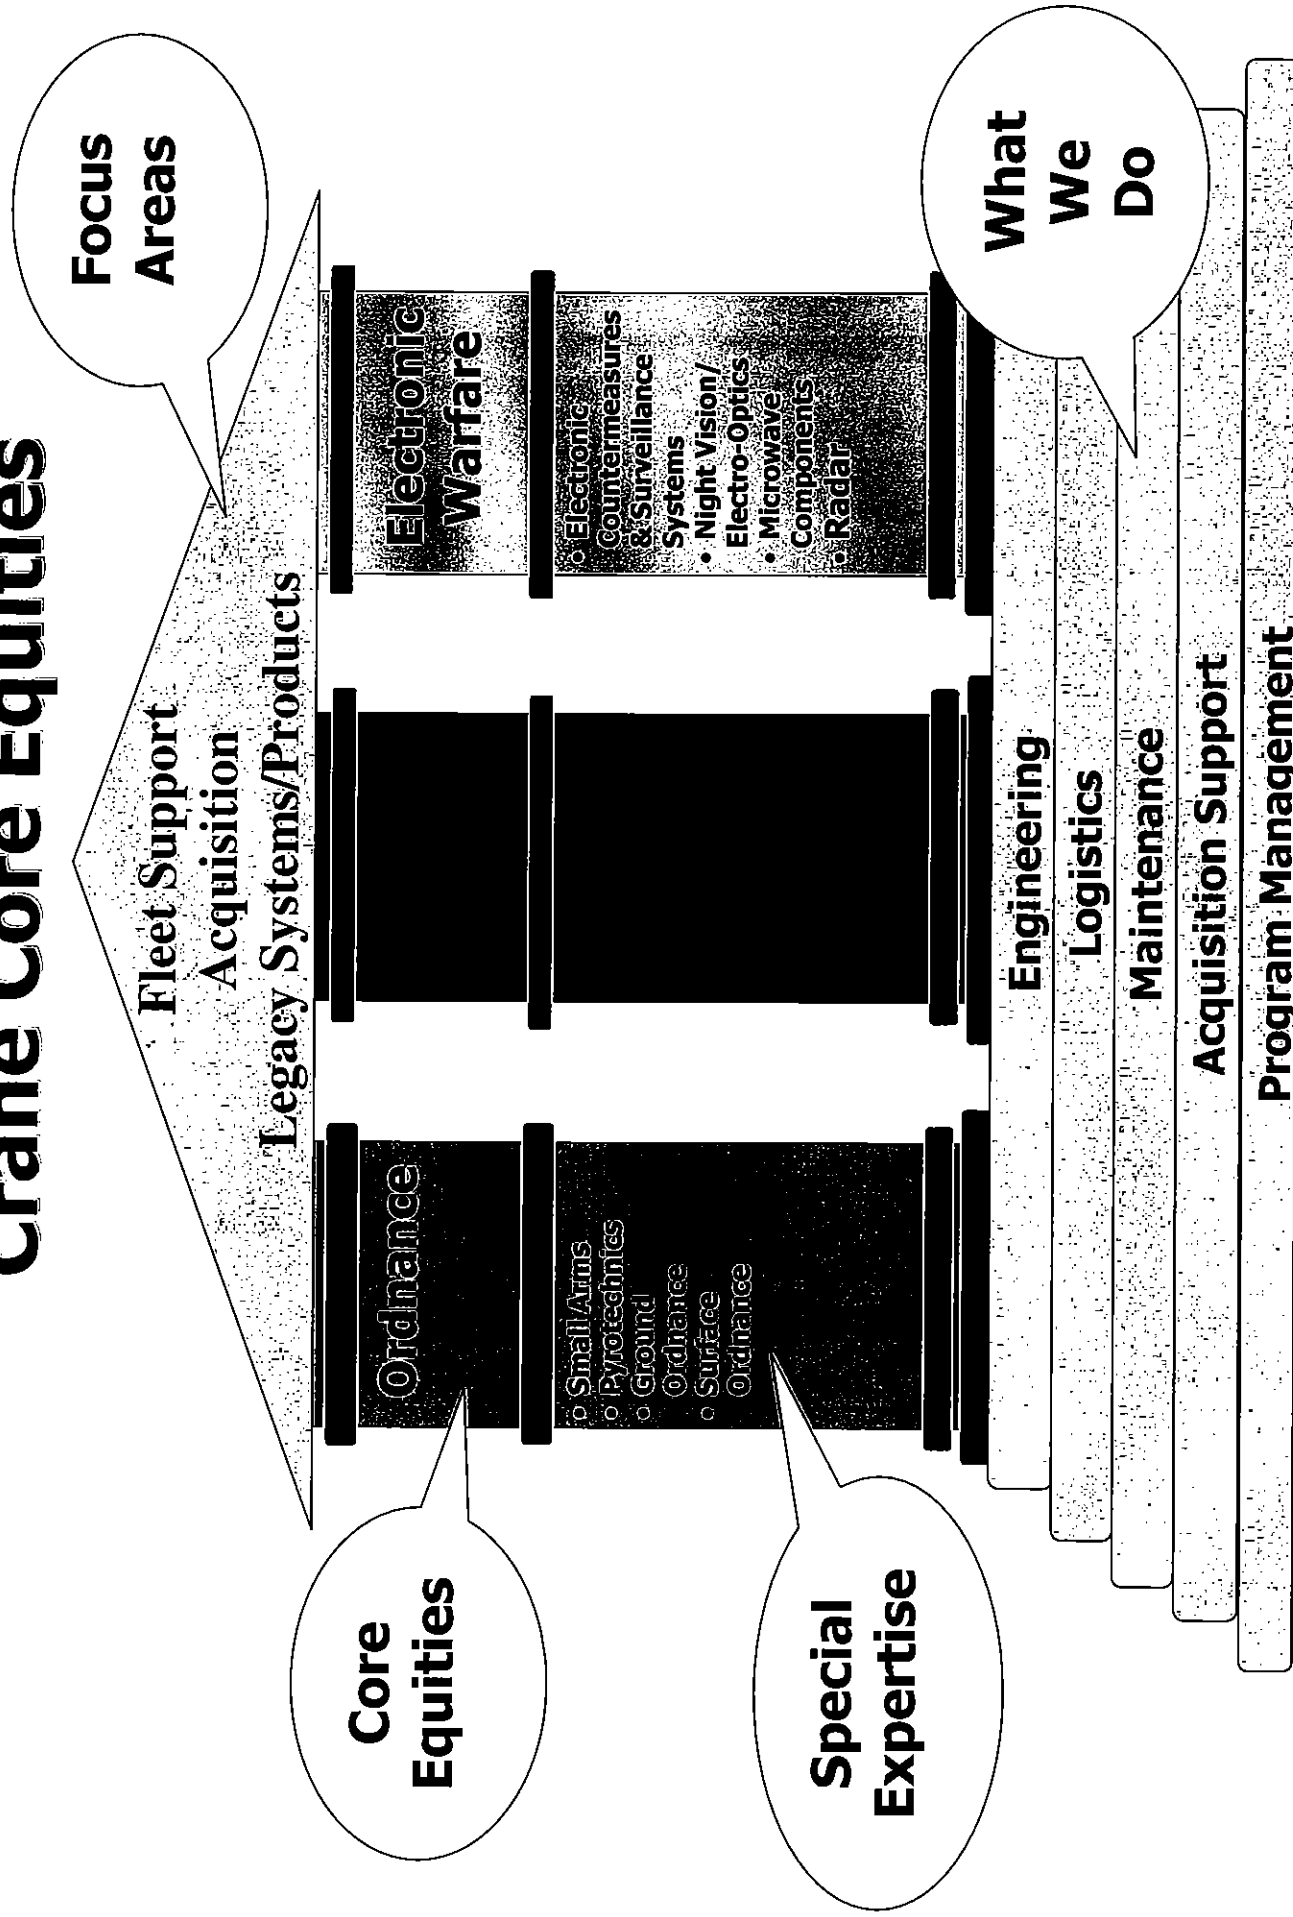 Crane Core Equities
Focus
Areas
Fleet Support
Acquisition
Legacy Systems/Products
Core
Equities
Ordnance
• Small Arms
• Pyrotechnics
• Ground
Ordnance
• Surface
Ordnance
Special
Expertise
Electronic
Warfare
• Electronic
Countermeasures
& Surveillance
Systems
• Night Vision/
Electro-Optics
• Microwave
Components
• Radar
What
We
Do
Engineering
Logistics
Maintenance
Acquisition Support
Program Management